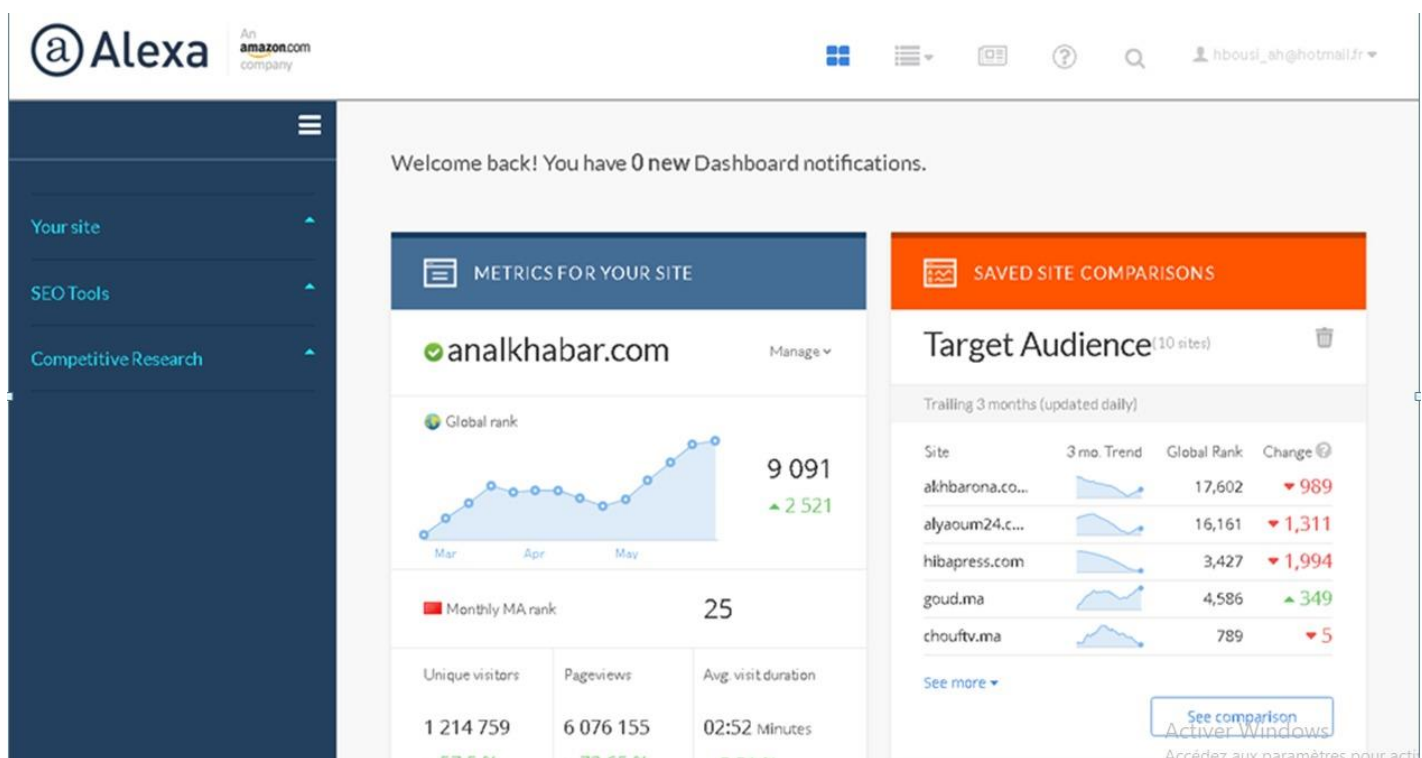 a Alexa
An
amazon.com
company
hbousi_ah@hotmail.fr
Your site
SEO Tools
Competitive Research
Welcome back! You have 0 new Dashboard notifications.
METRICS FOR YOUR SITE
analkhabar.com Manage
Global rank
9 091
2 521
Mar Apr May
Monthly MA rank 25
Unique visitors Pageviews Avg. visit duration
1 214 759 6 076 155 02:52 Minutes
SAVED SITE COMPARISONS
Target Audience (10 sites)
Trailing 3 months (updated daily)
Site 3 mo. Trend Global Rank Change ?
akhbarona.co... 17,602 989
alyaoum24.c... 16,161 1,311
hibapress.com 3,427 1,994
goud.ma 4,586 349
chouftv.ma 789 5
See more
See comparison
Activer Windows
Accédez aux paramètres pour